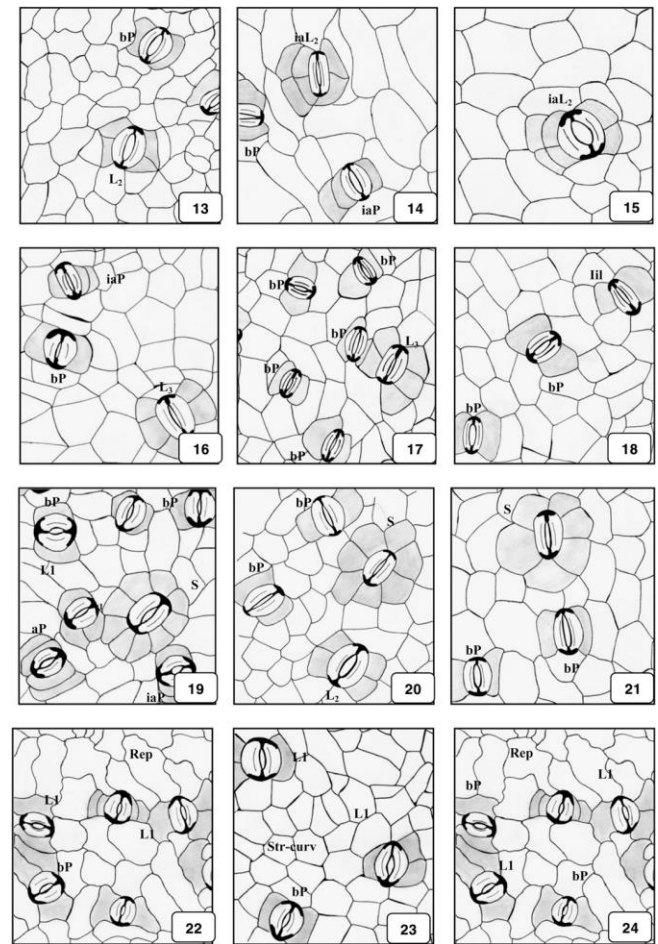 bP
L₂
13
iaL₂
bP
iaP
14
iaL₂
15
iaP
bP
L₃
16
bP
bP
bP
L₃
bP
bP
17
Iil
bP
bP
18
bP
bP
S
L1
aP
iaP
19
bP
S
bP
L₂
20
S
bP
bP
21
Rep
L1
L1
bP
22
L1
L1
Str-curv
bP
23
Rep
bP
L1
L1
bP
24